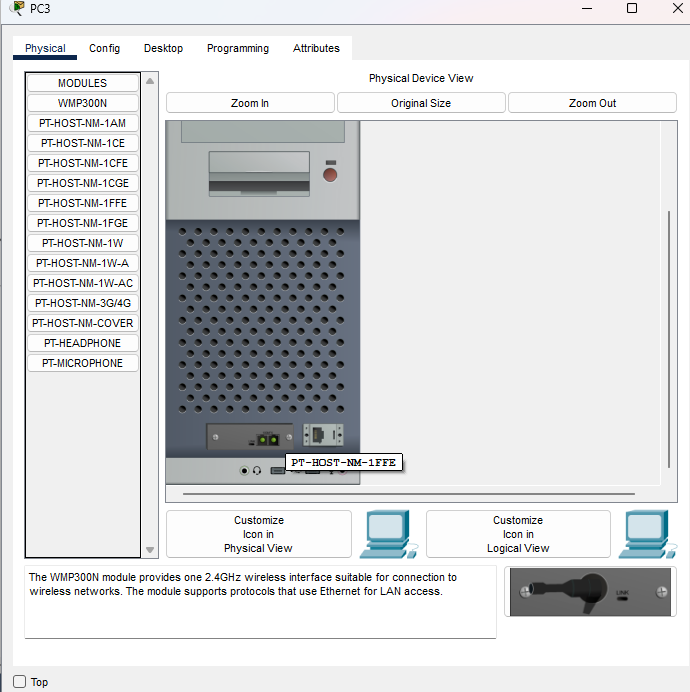 PC3
Physical
Config
Desktop
Programming
Attributes
MODULES
WMP300N
PT-HOST-NM-1AM
PT-HOST-NM-1CE
PT-HOST-NM-1CFE
PT-HOST-NM-1CGE
PT-HOST-NM-1FFE
PT-HOST-NM-1FGE
PT-HOST-NM-1W
PT-HOST-NM-1W-A
PT-HOST-NM-1W-AC
PT-HOST-NM-3G/4G
PT-HOST-NM-COVER
PT-HEADPHONE
PT-MICROPHONE
Physical Device View
Zoom In
Original Size
Zoom Out
PT-HOST-NM-1FFE
Customize
Icon in
Physical View
Customize
Icon in
Logical View
The WMP300N module provides one 2.4GHz wireless interface suitable for connection to
wireless networks. The module supports protocols that use Ethernet for LAN access.
LINK
Top